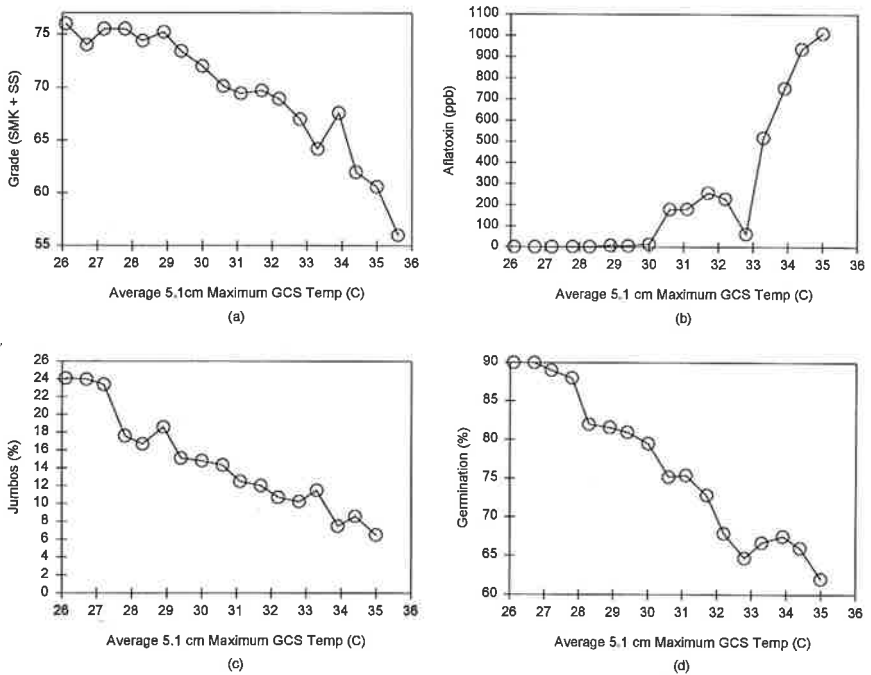 75
70
65
60
55
Grade (SMK + SS)
26 27 28 29 30 31 32 33 34 35 36
Average 5.1cm Maximum GCS Temp (C)
(a)
1100
1000
900
800
700
600
500
400
300
200
100
0
Aflatoxin (ppb)
26 27 28 29 30 31 32 33 34 35 36
Average 5.1 cm Maximum GCS Temp (C)
(b)
26
24
22
20
18
16
14
12
10
8
6
4
2
0
Jumbos (%)
26 27 28 29 30 31 32 33 34 35 36
Average 5.1 cm Maximum GCS Temp (C)
(c)
90
85
80
75
70
65
60
Germination (%)
26 27 28 29 30 31 32 33 34 35 36
Average 5.1 cm Maximum GCS Temp (C)
(d)